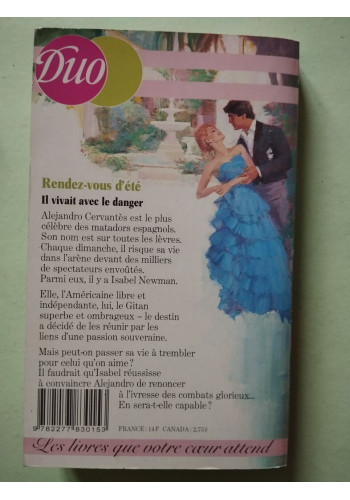 Duo
Rendez-vous d'été
Il vivait avec le danger
Alejandro Cervantès est le plus
célèbre des matadors espagnols.
Son nom est sur toutes les lèvres.
Chaque dimanche, il risque sa vie
dans l'arène devant des milliers
de spectateurs envoûtés.
Parmi eux, il y a Isabel Newman.
Elle, l'Américaine libre et
indépendante, lui, le Gitan
superbe et ombrageux – le destin
a décidé de les réunir par les
liens d'une passion souveraine.
Mais peut-on passer sa vie à trembler
pour celui qu'on aime ?
Il faudrait qu'Isabel réussisse
à convaincre Alejandro de renoncer
à l'ivresse des combats glorieux...
En sera-t-elle capable ?
9 782277 830153
FRANCE : 14F CANADA : 2,75$
Les livres que votre cœur attend